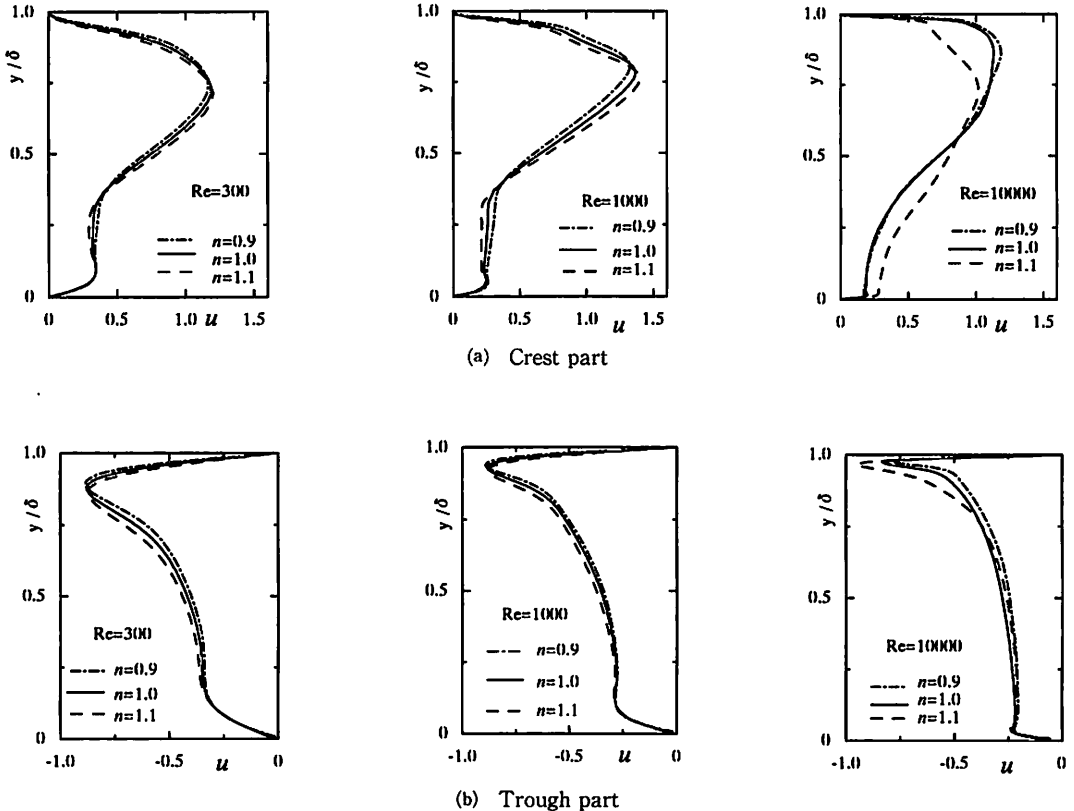 1.0
y/δ
0.5
0
Re=300
n=0.9
n=1.0
n=1.1
0 0.5 1.0 u 1.5
1.0
y/δ
0.5
0
Re=1000
n=0.9
n=1.0
n=1.1
0 0.5 1.0 u 1.5
1.0
y/δ
0.5
0
Re=10000
n=0.9
n=1.0
n=1.1
0 0.5 1.0 u 1.5
(a) Crest part
1.0
y/δ
0.5
0
Re=300
n=0.9
n=1.0
n=1.1
-1.0 -0.5 u 0
1.0
y/δ
0.5
0
Re=1000
n=0.9
n=1.0
n=1.1
-1.0 -0.5 u 0
1.0
y/δ
0.5
0
Re=10000
n=0.9
n=1.0
n=1.1
-1.0 -0.5 u 0
(b) Trough part